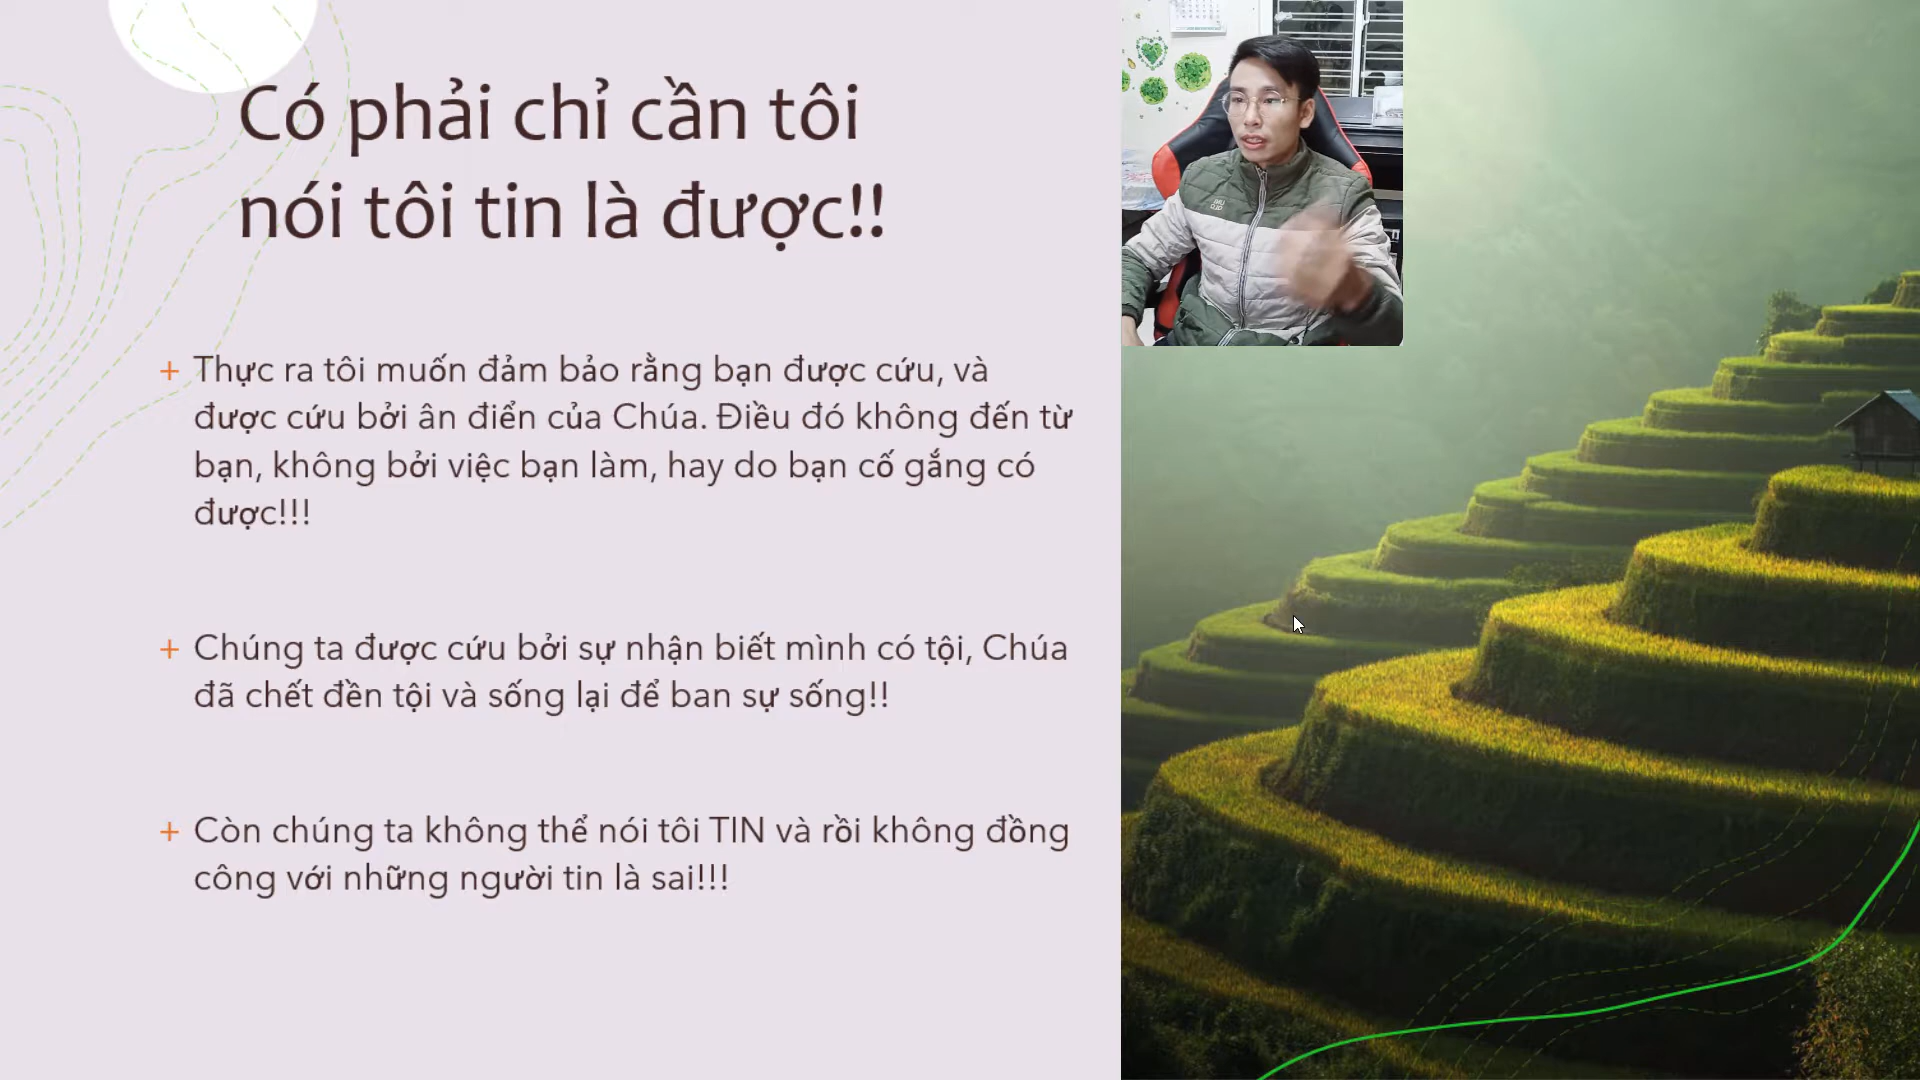 Có phải chỉ cần tôi
nói tôi tin là được!!
+ Thực ra tôi muốn đảm bảo rằng bạn được cứu, và
được cứu bởi ân điển của Chúa. Điều đó không đến từ
bạn, không bởi việc bạn làm, hay do bạn cố gắng có
được!!!
+ Chúng ta được cứu bởi sự nhận biết mình có tội, Chúa
đã chết đền tội và sống lại để ban sự sống!!
+ Còn chúng ta không thể nói tôi TIN và rồi không đồng
công với những người tin là sai!!!